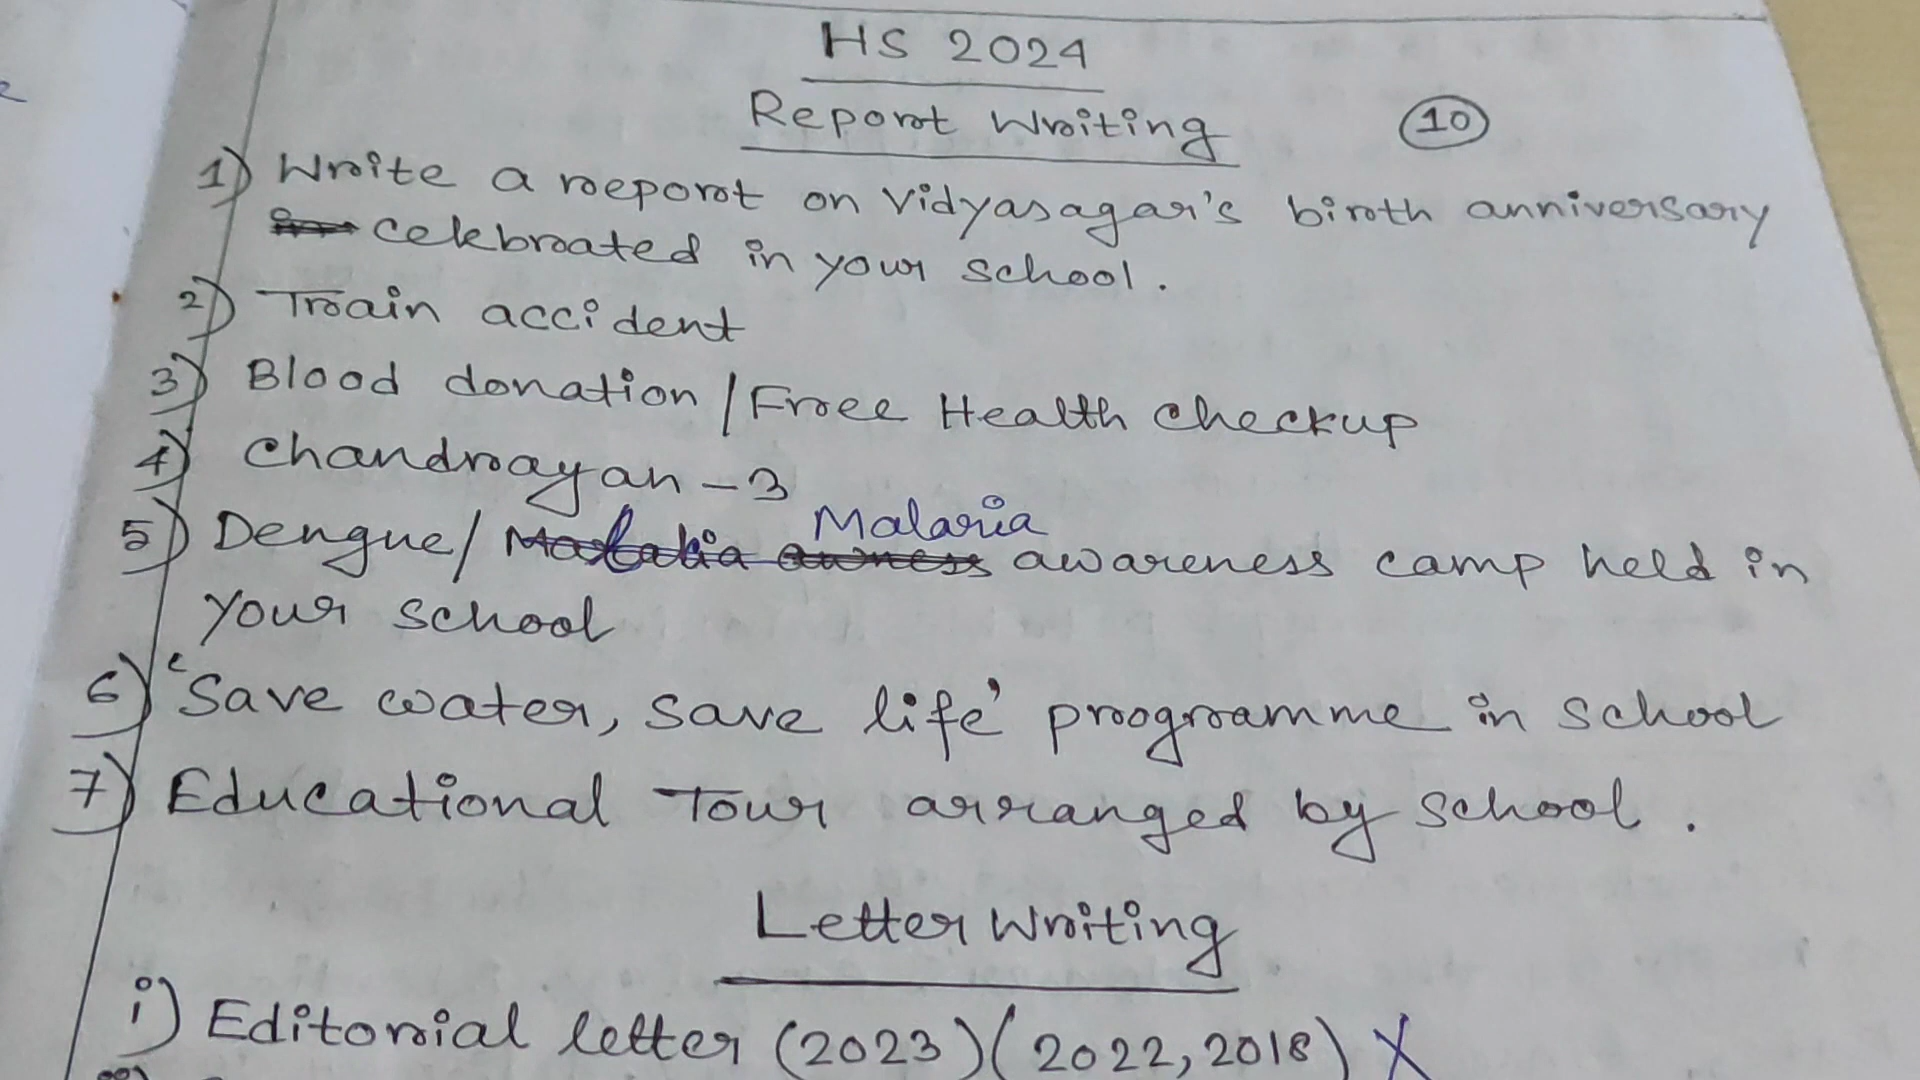 HS 2024
Report Writing
10
1) Write a report on Vidyasagar's birth anniversary
celebrated in your school.
2) Train accident
3) Blood donation / Free Health checkup
4) Chandrayan-3
5) Dengue / Malaria awareness camp held in
your school
6) 'Save water, save life' programme in school
7) Educational Tour arranged by school.
Letter Writing
i) Editorial letter (2023) (2022, 2018) X